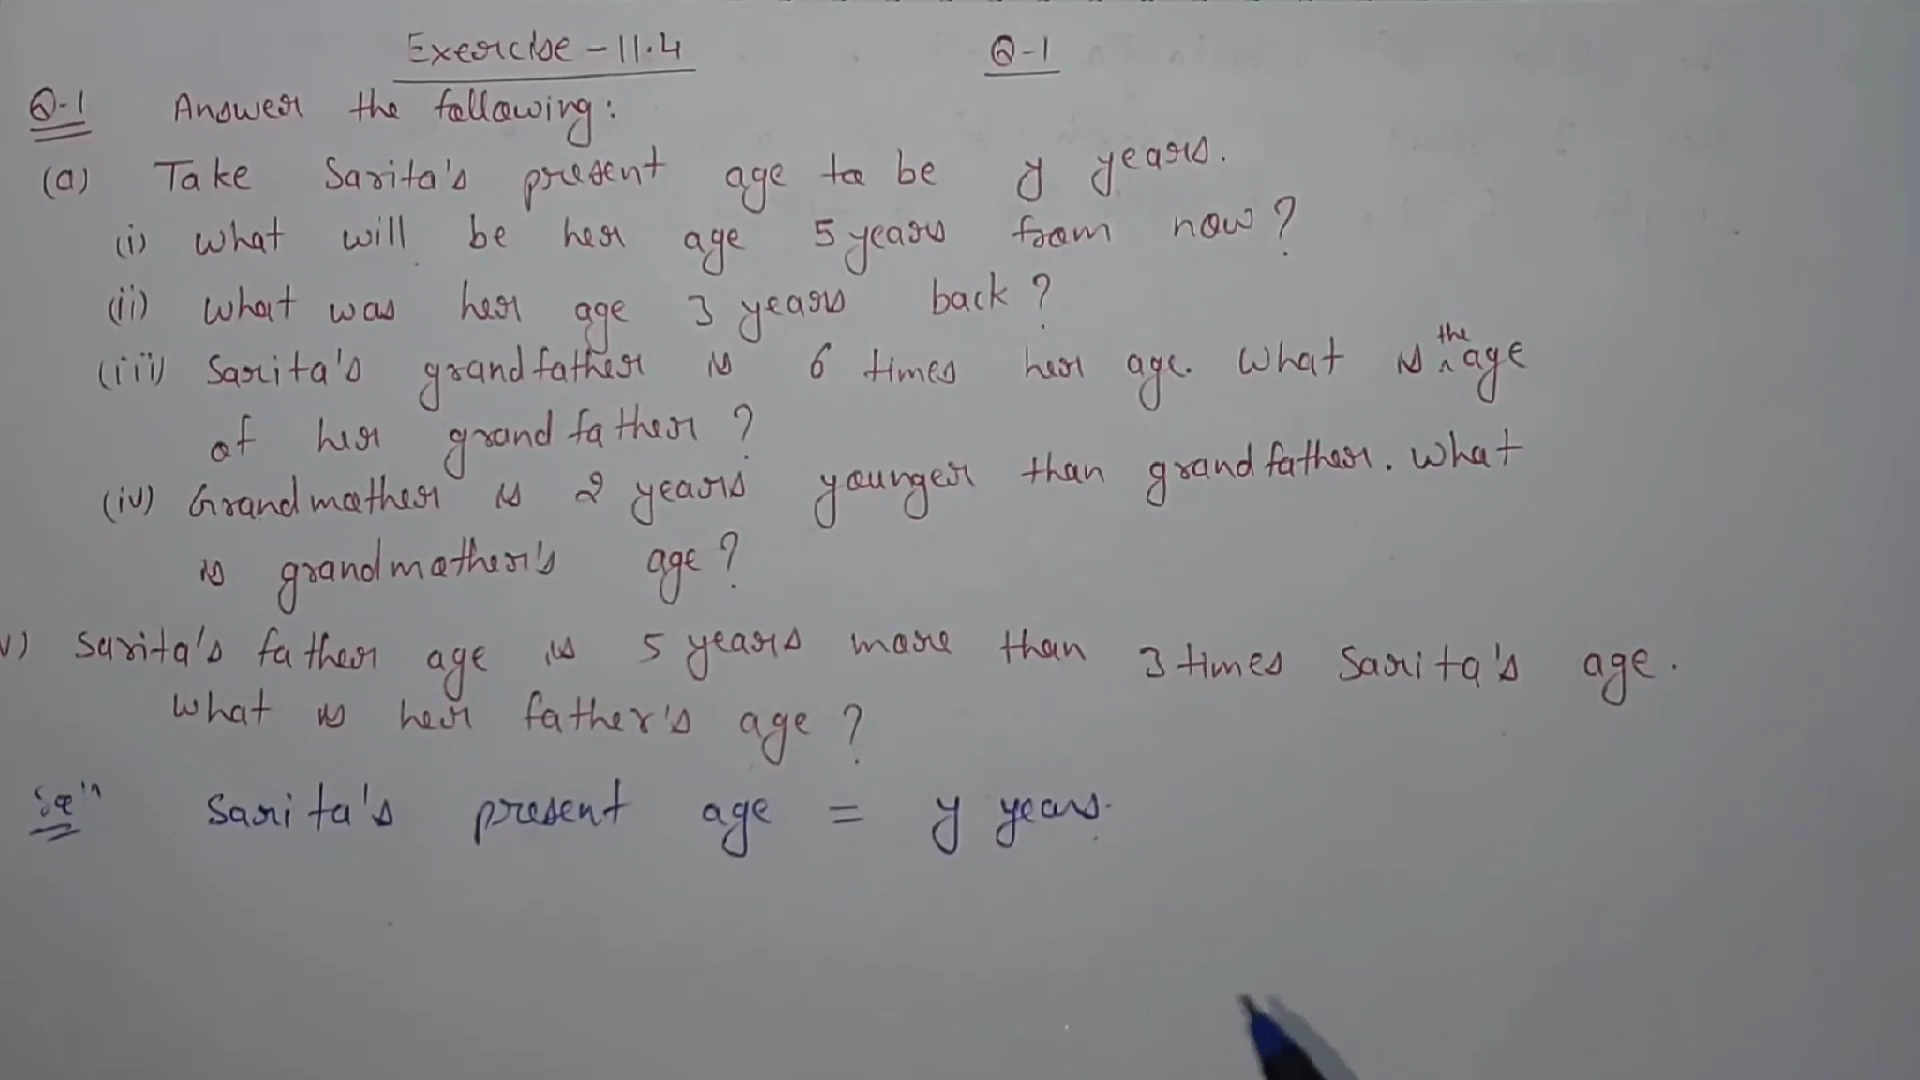 Exercise - 11.4
Q-1
Q-1 Answer the following:
(a) Take Sarita's present age to be y years.
(i) what will be her age 5 years from now?
(ii) what was her age 3 years back?
(iii) Sarita's grandfather is 6 times her age. What is the age
of her grandfather?
(iv) Grandmother is 2 years younger than grandfather. What
is grandmother's age?
v) Sarita's father age is 5 years more than 3 times Sarita's age.
What is her father's age?
Sol'n Sarita's present age = y years.